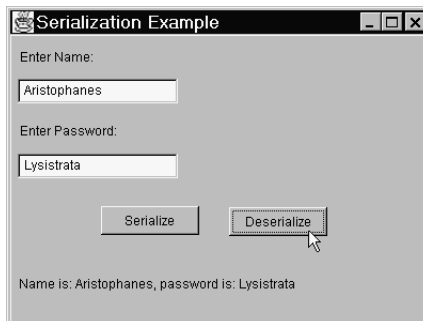 Serialization Example
Enter Name:
Aristophanes
Enter Password:
Lysistrata
Serialize Deserialize
Name is: Aristophanes, password is: Lysistrata